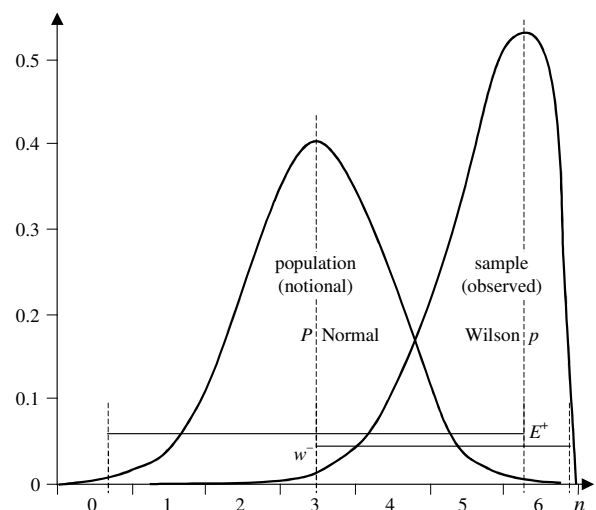 0.5
0.4
0.3
0.2
0.1
0
population
(notional)
sample
(observed)
P Normal
Wilson p
E⁺
w⁻
0 1 2 3 4 5 6 n